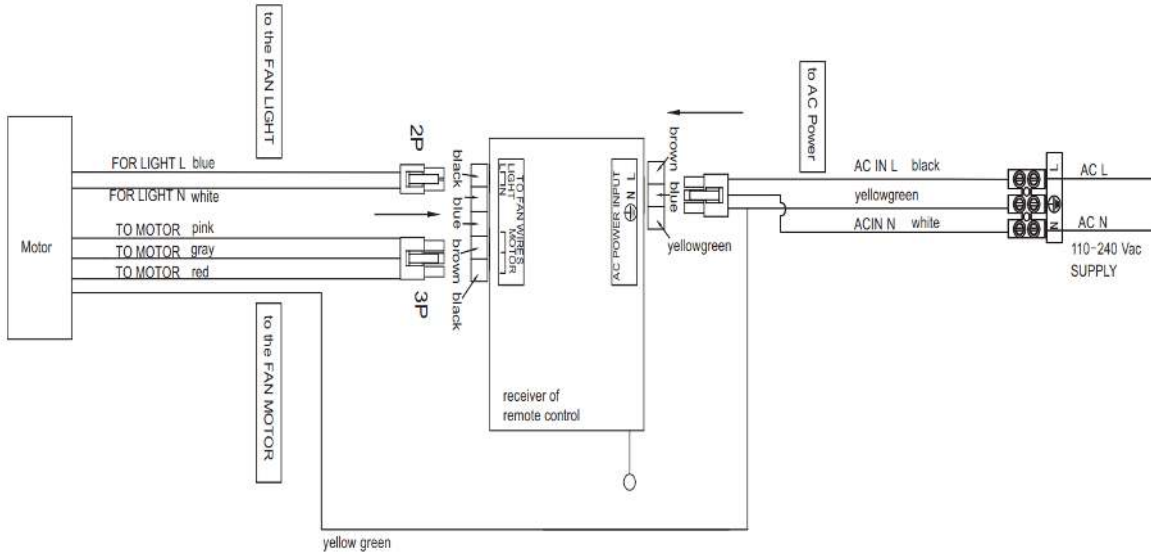 to the FAN LIGHT
to AC Power
2P
FOR LIGHT L blue
FOR LIGHT N white
TO MOTOR pink
TO MOTOR gray
TO MOTOR red
Motor
3P
to the FAN MOTOR
black
blue
brown
black
TO FAN WIRES
LIGHT MOTOR
L N
AC POWER INPUT
L N
brown
blue
yellowgreen
receiver of
remote control
AC IN L black
yellowgreen
ACIN N white
L
N
AC L
AC N
110-240 Vac
SUPPLY
yellow green